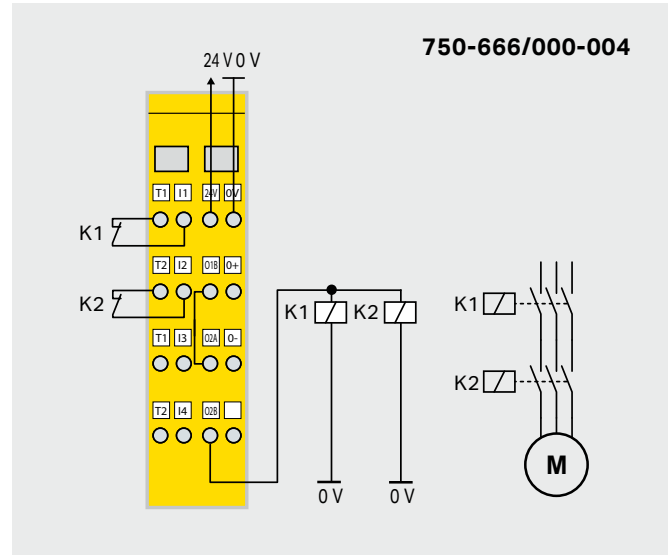 750-666/000-004
24 V 0 V
T1 I1 24V 0V
K1
T2 I2 O1B 0+
K2
K1 K2
K1
T1 I3 O2A 0-
K2
T2 I4 O2B
M
0 V 0 V